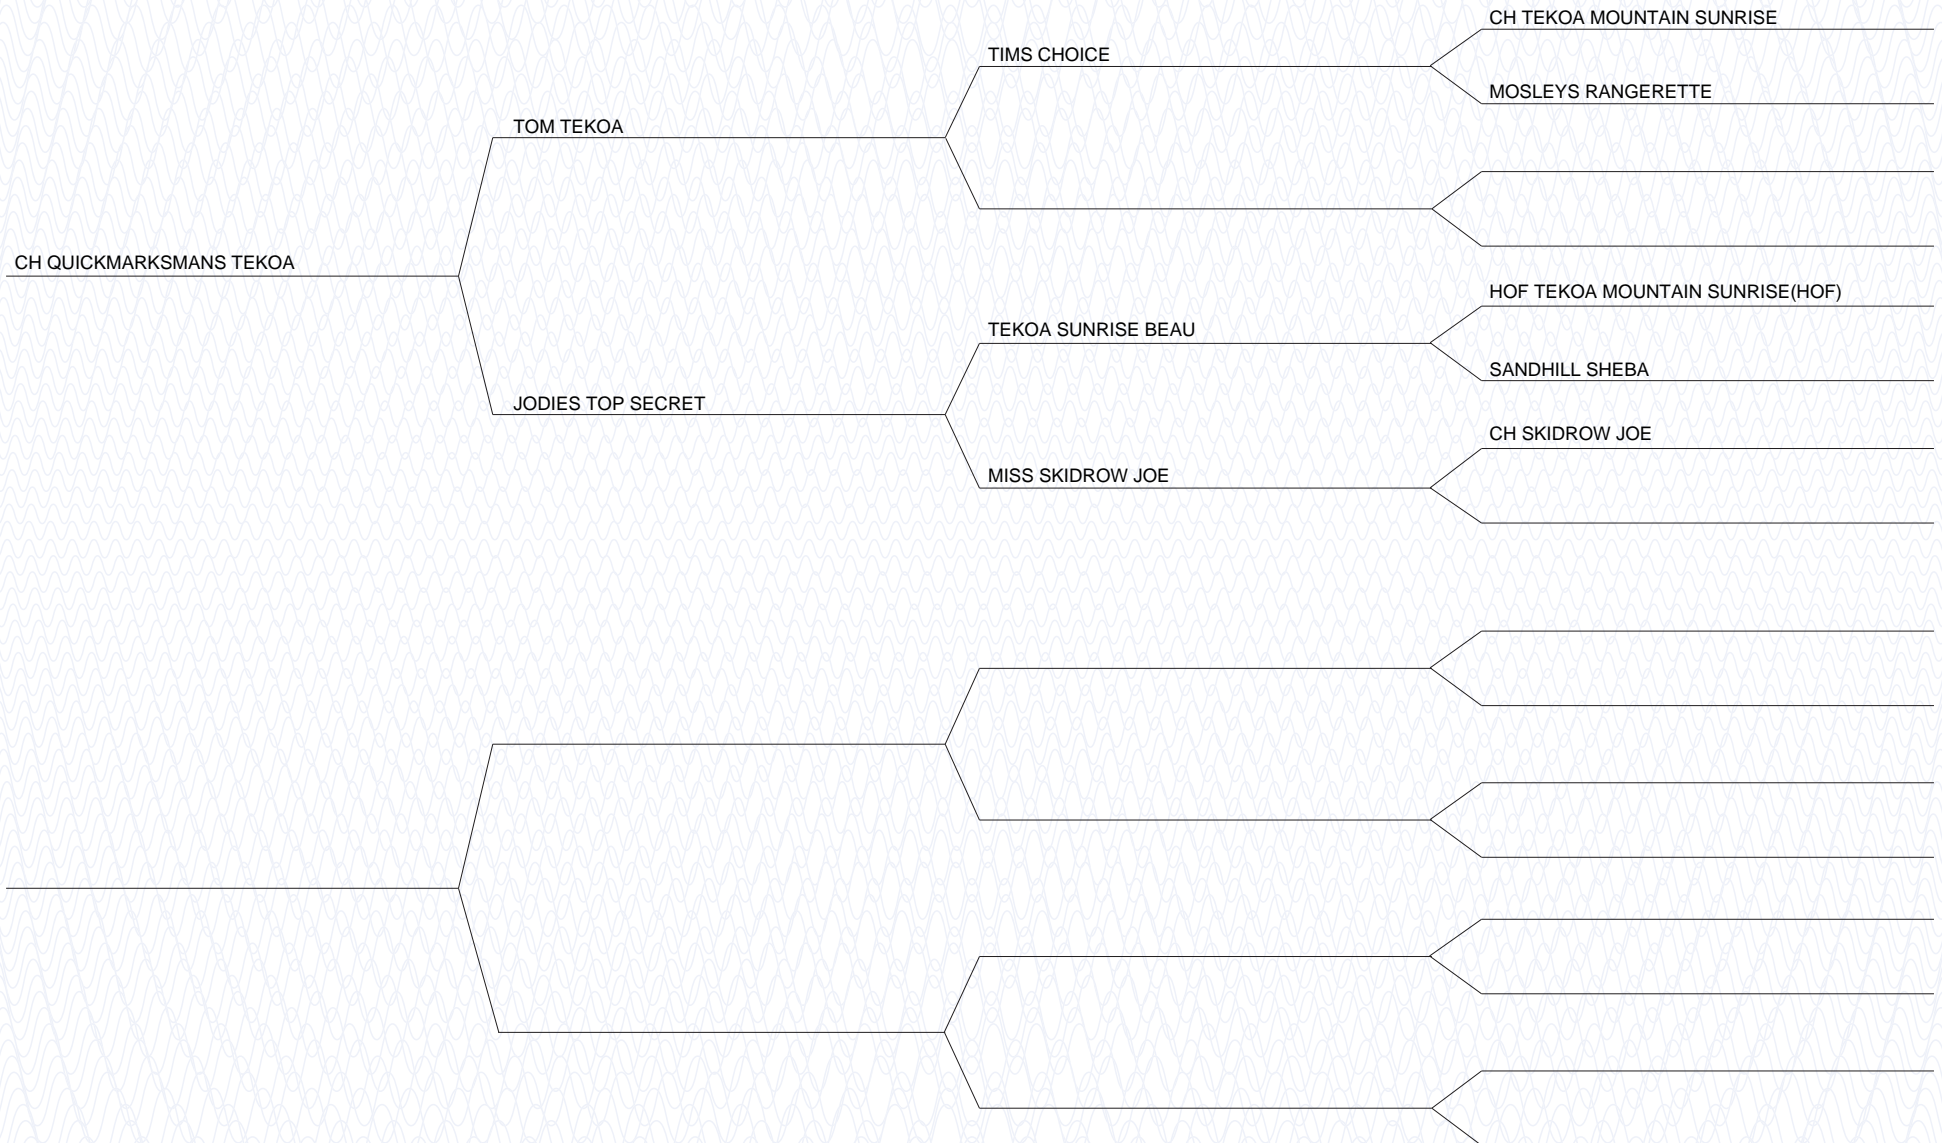 CH TEKOA MOUNTAIN SUNRISE
TIMS CHOICE
MOSLEYS RANGERETTE
TOM TEKOA
CH QUICKMARKSMANS TEKOA
HOF TEKOA MOUNTAIN SUNRISE(HOF)
TEKOA SUNRISE BEAU
SANDHILL SHEBA
JODIES TOP SECRET
CH SKIDROW JOE
MISS SKIDROW JOE